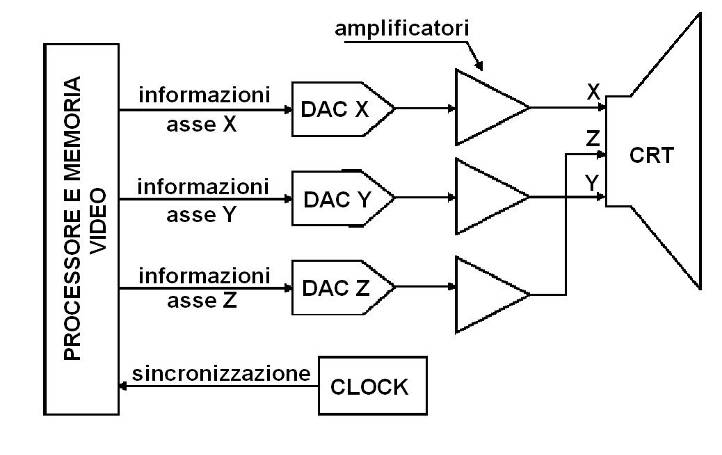 amplificatori
PROCESSORE E MEMORIA
VIDEO
informazioni
asse X
DAC X
X
informazioni
asse Y
DAC Y
Z
Y
CRT
informazioni
asse Z
DAC Z
sincronizzazione
CLOCK